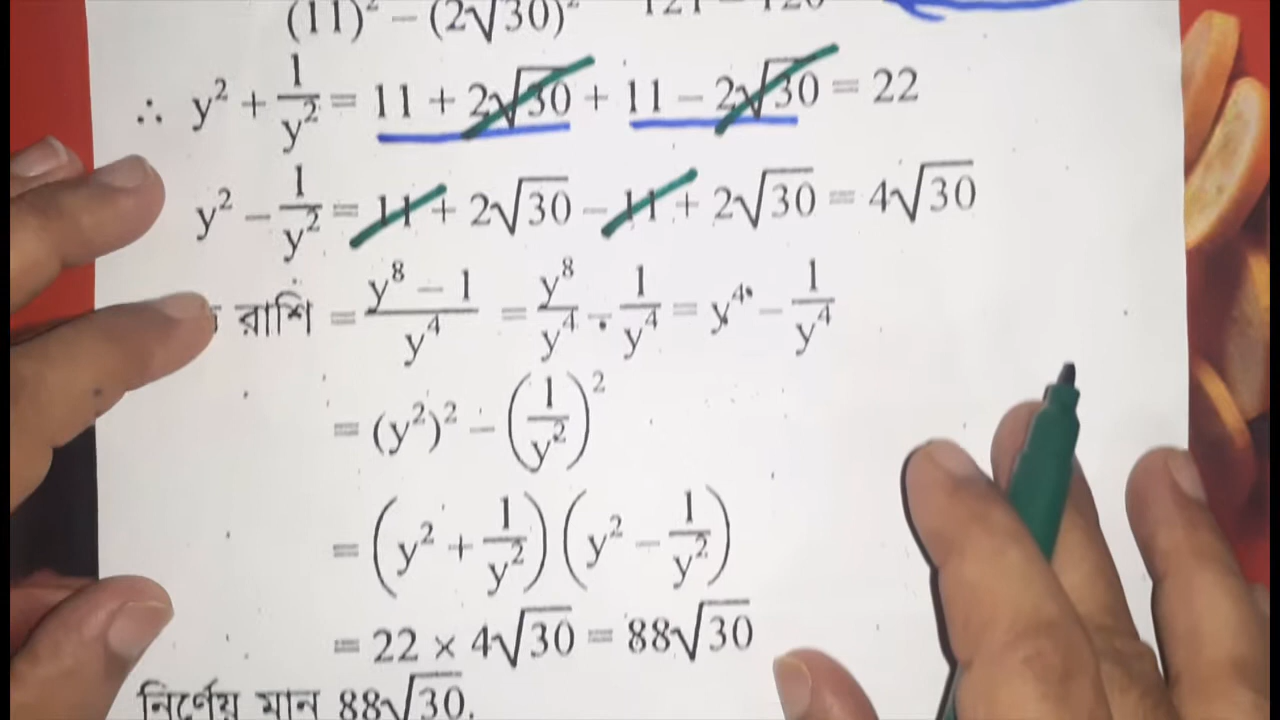 (11)² − (2√30)² 121 − 120
∴ y² + 1/y² = 11 + 2√30 + 11 − 2√30 = 22
y² − 1/y² = 11 + 2√30 − 11 + 2√30 = 4√30
রাশি = (y⁸ − 1)/y⁴ = y⁸/y⁴ − 1/y⁴ = y⁴ − 1/y⁴
= (y²)² − (1/y²)²
= (y² + 1/y²)(y² − 1/y²)
= 22 × 4√30 = 88√30
নির্ণেয় মান 88√30.